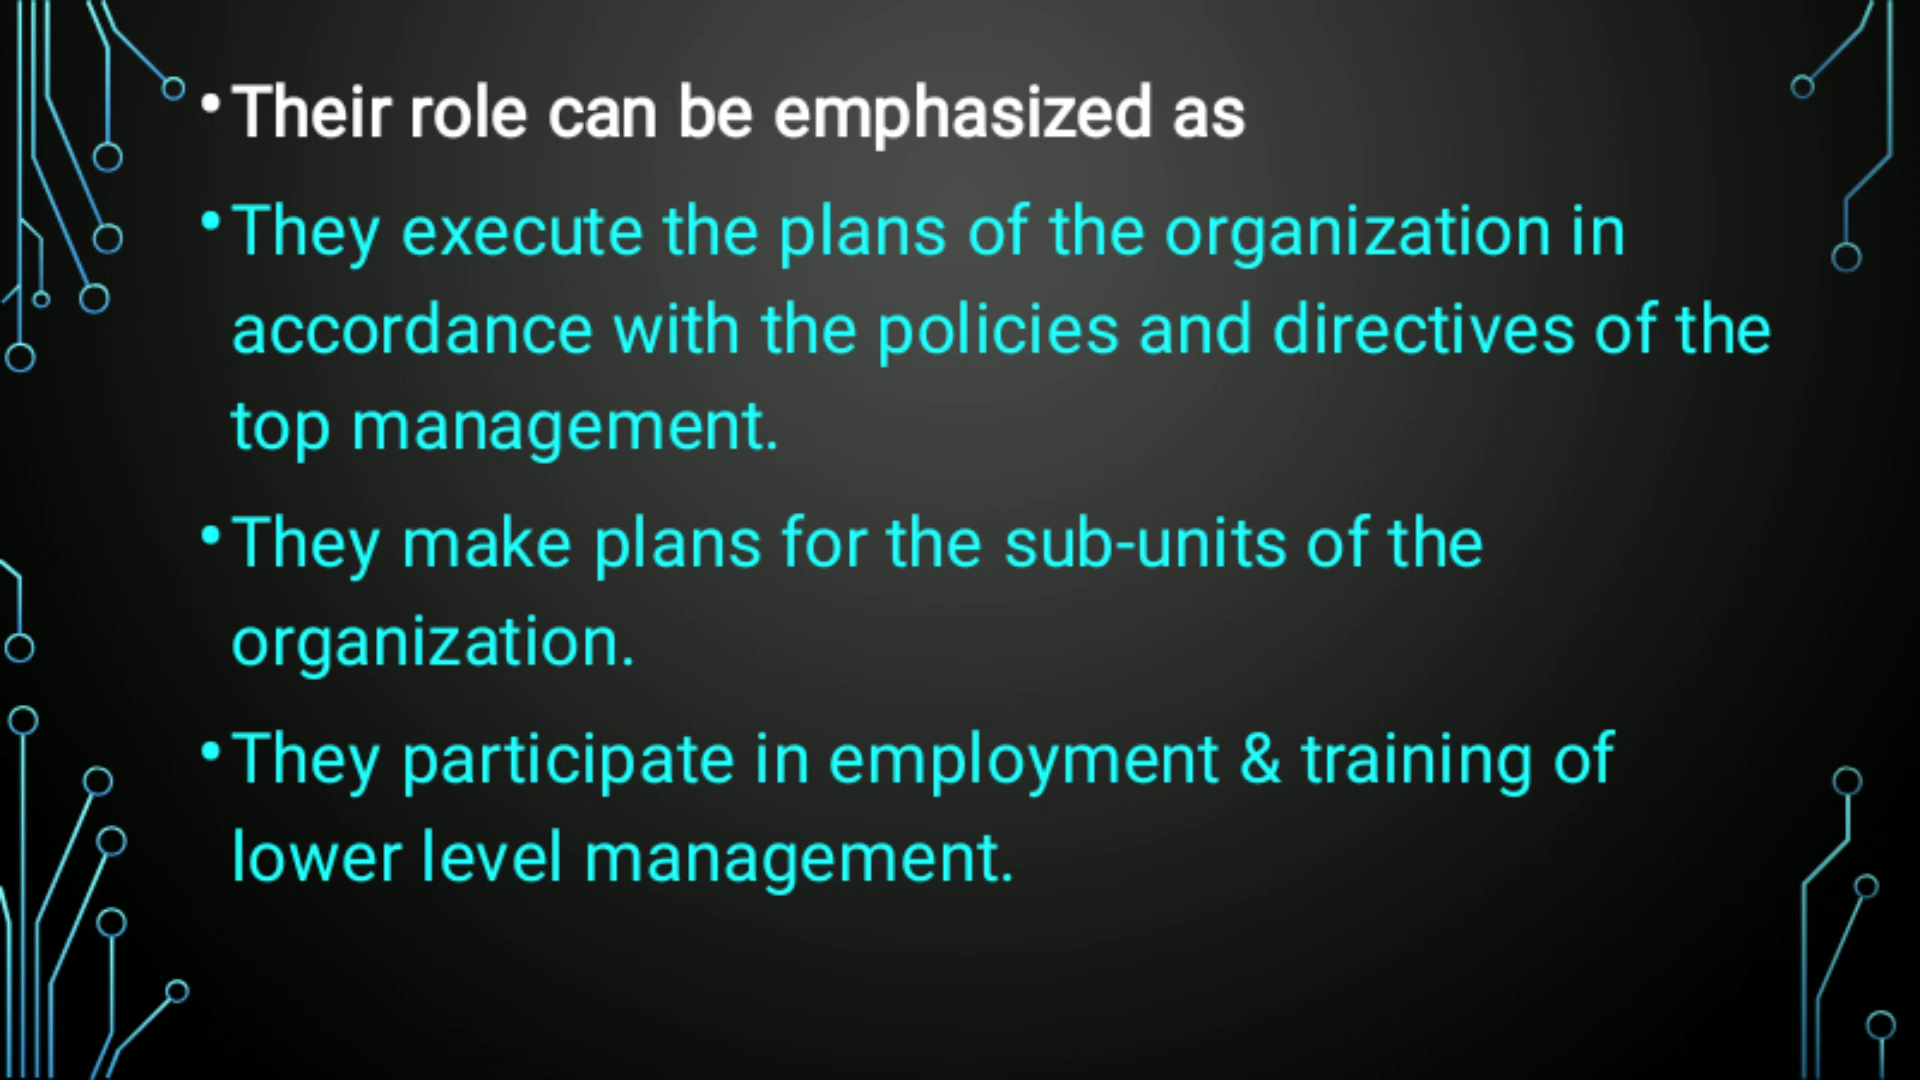 • Their role can be emphasized as
• They execute the plans of the organization in
accordance with the policies and directives of the
top management.
• They make plans for the sub-units of the
organization.
• They participate in employment & training of
lower level management.